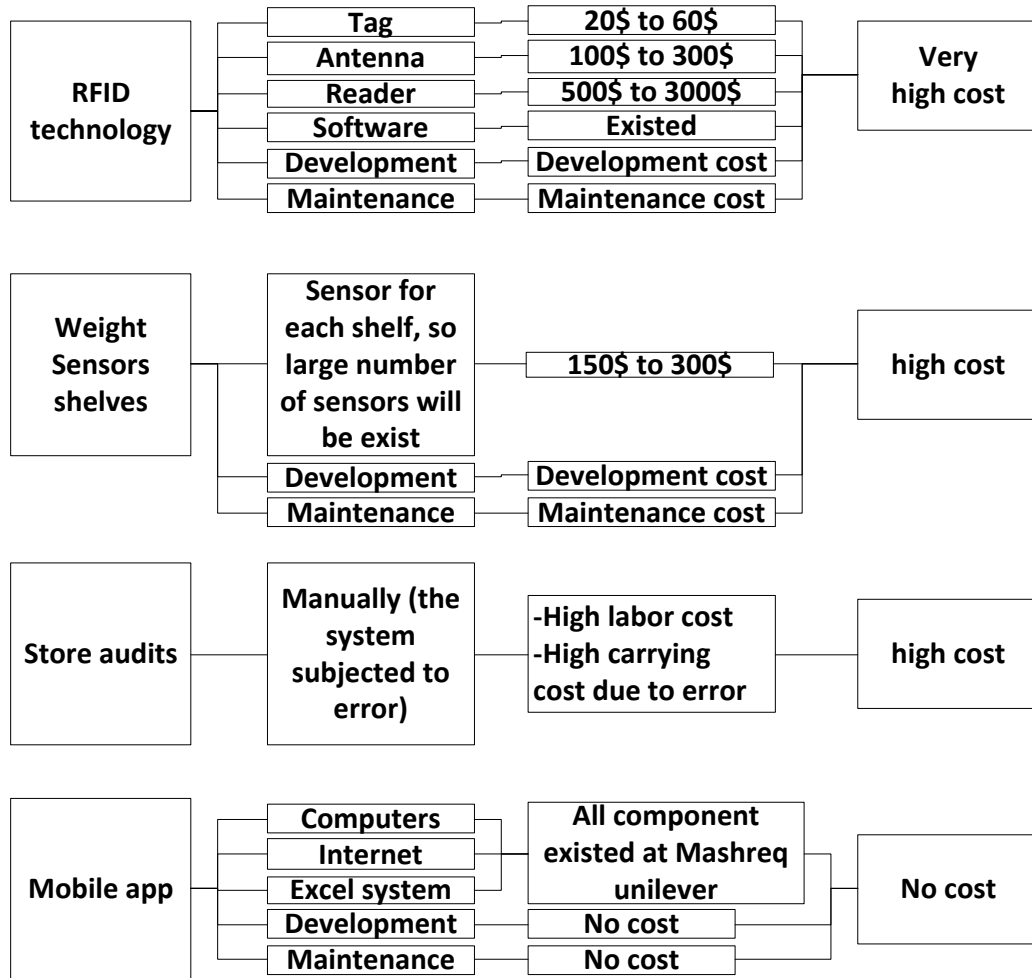 RFID
technology
Tag
20$ to 60$
Antenna
100$ to 300$
Reader
500$ to 3000$
Software
Existed
Development
Development cost
Maintenance
Maintenance cost
Very
high cost
Weight
Sensors
shelves
Sensor for
each shelf, so
large number
of sensors will
be exist
150$ to 300$
Development
Development cost
Maintenance
Maintenance cost
high cost
Store audits
Manually (the
system
subjected to
error)
-High labor cost
-High carrying
cost due to error
high cost
Mobile app
Computers
Internet
Excel system
All component
existed at Mashreq
unilever
Development
No cost
Maintenance
No cost
No cost